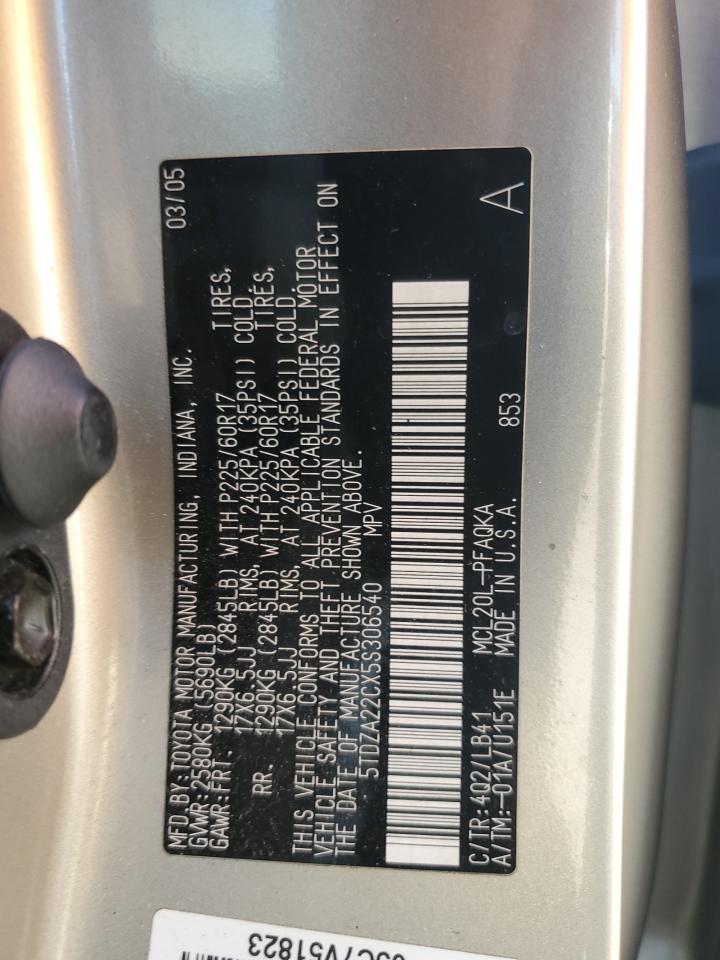 MFD.BY:TOYOTA MOTOR MANUFACTURING, INDIANA, INC. 03/05
GVWR:2580KG (5690LB)
GAWR:FRT. 1290KG (2845LB) WITH P225/60R17 TIRES,
17X6.5JJ RIMS, AT 240KPA (35PSI) COLD.
RR. 1290KG (2845LB) WITH P225/60R17 TIRES,
17X6.5JJ RIMS, AT 240KPA (35PSI) COLD.
THIS VEHICLE CONFORMS TO ALL APPLICABLE FEDERAL MOTOR
VEHICLE SAFETY AND THEFT PREVENTION STANDARDS IN EFFECT ON
THE DATE OF MANUFACTURE SHOWN ABOVE.
5TDZA22CX5S306540 MPV
C/TR:4Q2/LB41 MCL20L-PFAQKA 853 A
A/TM:-01A/U151E MADE IN U.S.A.
7V51823